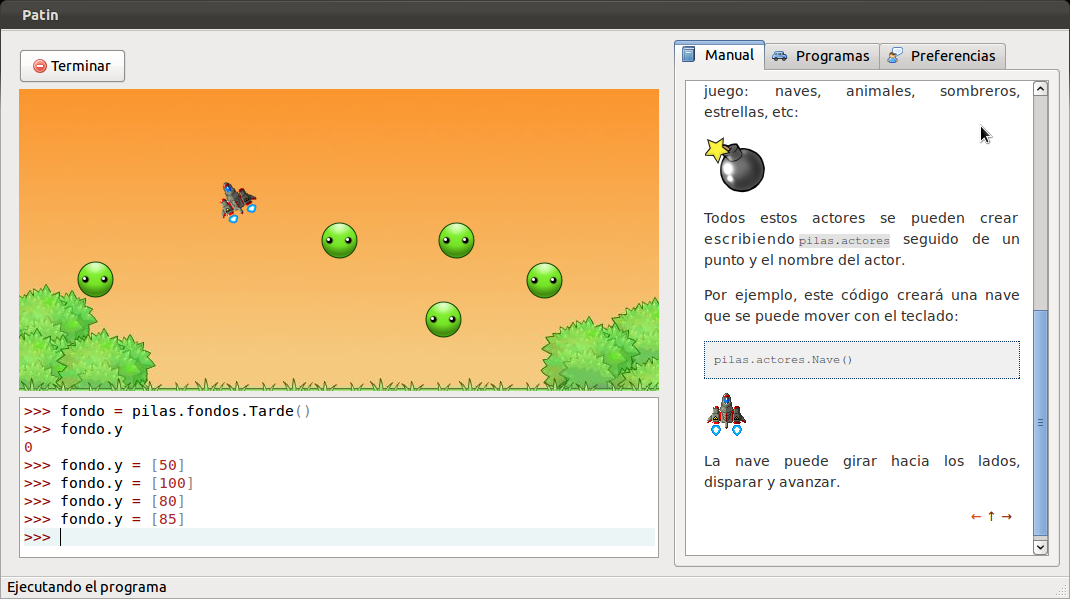 Patin
Terminar
>>> fondo = pilas.fondos.Tarde()
>>> fondo.y
0
>>> fondo.y = [50]
>>> fondo.y = [100]
>>> fondo.y = [80]
>>> fondo.y = [85]
>>>
Manual Programas Preferencias
juego: naves, animales, sombreros,
estrellas, etc:
Todos estos actores se pueden crear
escribiendo pilas.actores seguido de un
punto y el nombre del actor.
Por ejemplo, este código creará una nave
que se puede mover con el teclado:
pilas.actores.Nave()
La nave puede girar hacia los lados,
disparar y avanzar.
← ↑ →
Ejecutando el programa